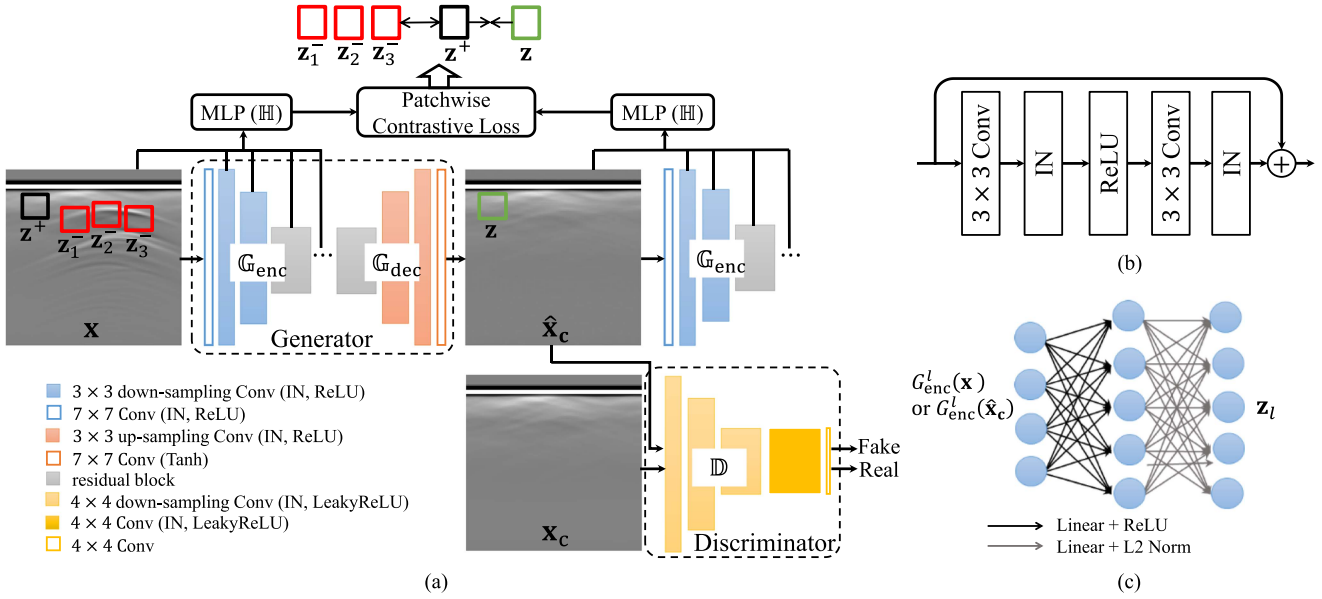 z₁⁻ z₂⁻ z₃⁻ z⁺ z
MLP (ℍ)
Patchwise
Contrastive Loss
MLP (ℍ)
z⁺
z₁⁻ z₂⁻ z₃⁻
x
𝔾enc
...
𝔾dec
Generator
z
x̂c
𝔾enc
...
3 × 3 down-sampling Conv (IN, ReLU)
7 × 7 Conv (IN, ReLU)
3 × 3 up-sampling Conv (IN, ReLU)
7 × 7 Conv (Tanh)
residual block
4 × 4 down-sampling Conv (IN, LeakyReLU)
4 × 4 Conv (IN, LeakyReLU)
4 × 4 Conv
xc
𝔻
Discriminator
Fake
Real
(a)
3 × 3 Conv
IN
ReLU
3 × 3 Conv
IN
+
(b)
Gˡenc(x)
or Gˡenc(x̂c)
zₗ
Linear + ReLU
Linear + L2 Norm
(c)